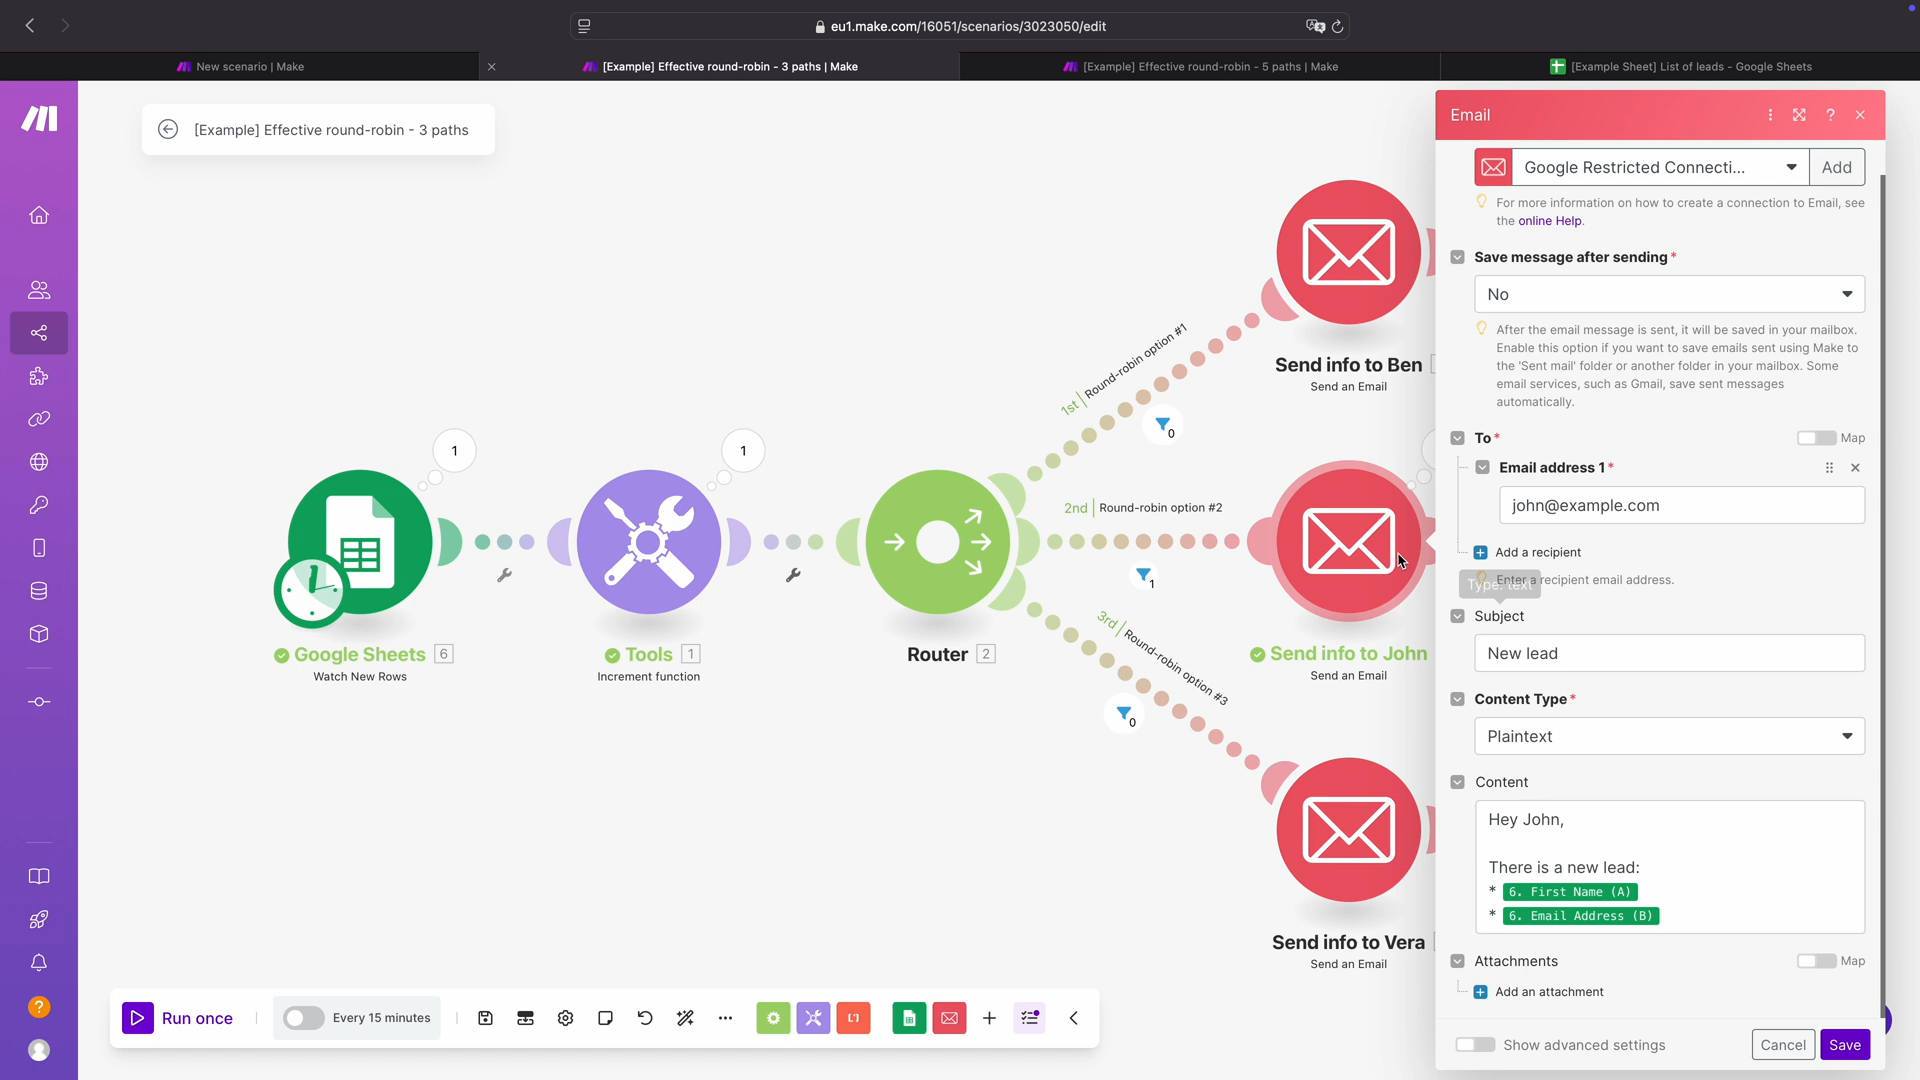 eu1.make.com/16051/scenarios/3023050/edit
New scenario | Make
[Example] Effective round-robin - 3 paths | Make
[Example] Effective round-robin - 5 paths | Make
[Example Sheet] List of leads - Google Sheets
[Example] Effective round-robin - 3 paths
1
Google Sheets 6
Watch New Rows
1
Tools 1
Increment function
Router 2
1st | Round-robin option #1
0
2nd | Round-robin option #2
1
3rd | Round-robin option #3
0
Send info to Ben
Send an Email
Send info to John
Send an Email
Send info to Vera
Send an Email
Email
?
Google Restricted Connecti...
Add
For more information on how to create a connection to Email, see
the online Help.
Save message after sending*
No
After the email message is sent, it will be saved in your mailbox.
Enable this option if you want to save emails sent using Make to
the 'Sent mail' folder or another folder in your mailbox. Some
email services, such as Gmail, save sent messages
automatically.
To*
Map
Email address 1*
john@example.com
Add a recipient
Enter a recipient email address.
Type: text
Subject
New lead
Content Type*
Plaintext
Content
Hey John,
There is a new lead:
* 6. First Name (A)
* 6. Email Address (B)
Attachments
Map
Add an attachment
Show advanced settings
Cancel
Save
?
Run once
Every 15 minutes